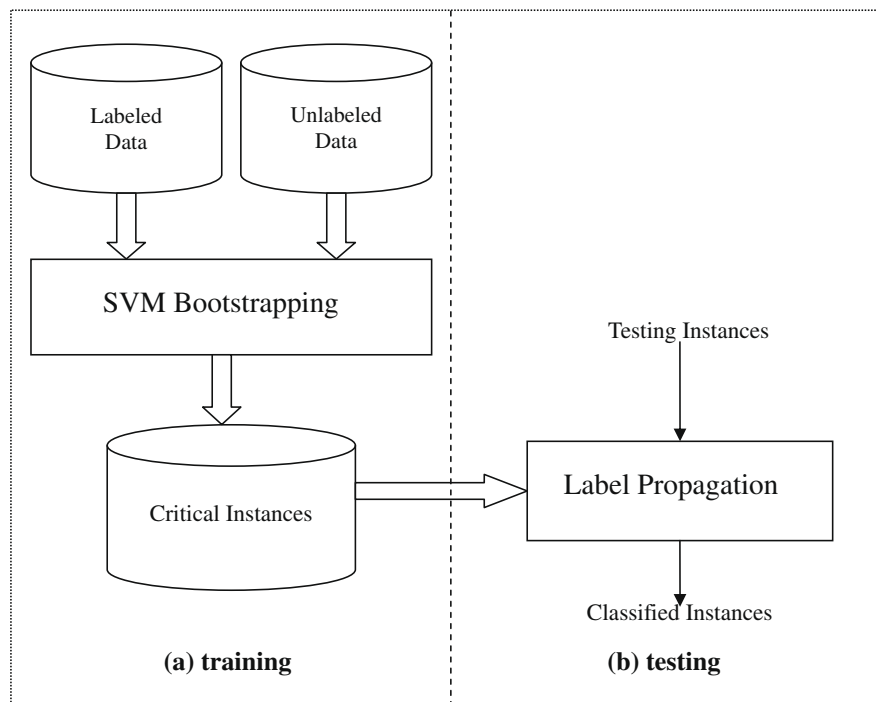 Labeled
Data
Unlabeled
Data
SVM Bootstrapping
Critical Instances
(a) training
Testing Instances
Label Propagation
Classified Instances
(b) testing